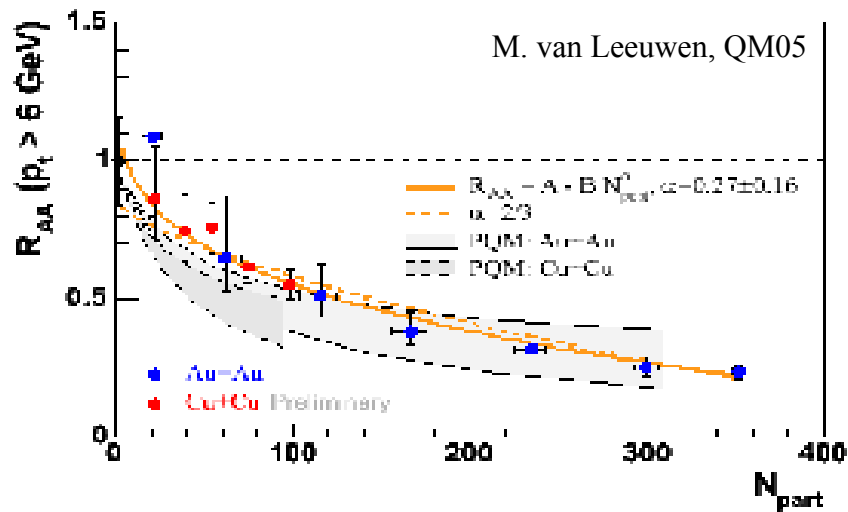 1.5
M. van Leeuwen, QM05
R_AA (p_t > 6 GeV)
1
R_AA = A - B N^α_part, α=0.27±0.16
α 2/3
PQM: Au-Au
PQM: Cu-Cu
0.5
Au-Au
Cu+Cu Preliminary
0
0
100
200
300
400
N_part